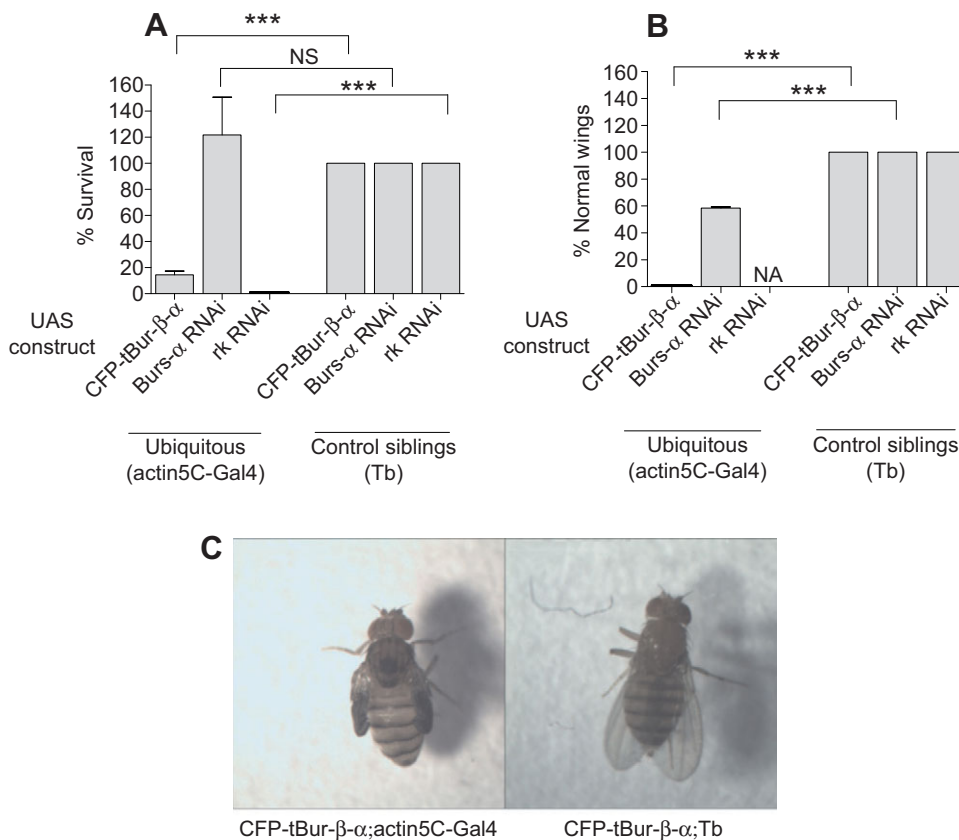 A
***
NS
***
% Survival
160
140
120
100
80
60
40
20
0
UAS
construct
CFP-tBur-β-α
Burs-α RNAi
rk RNAi
CFP-tBur-β-α
Burs-α RNAi
rk RNAi
Ubiquitous
(actin5C-Gal4)
Control siblings
(Tb)
B
***
***
% Normal wings
160
140
120
100
80
60
40
20
0
NA
UAS
construct
CFP-tBur-β-α
Burs-α RNAi
rk RNAi
CFP-tBur-β-α
Burs-α RNAi
rk RNAi
Ubiquitous
(actin5C-Gal4)
Control siblings
(Tb)
C
CFP-tBur-β-α;actin5C-Gal4
CFP-tBur-β-α;Tb